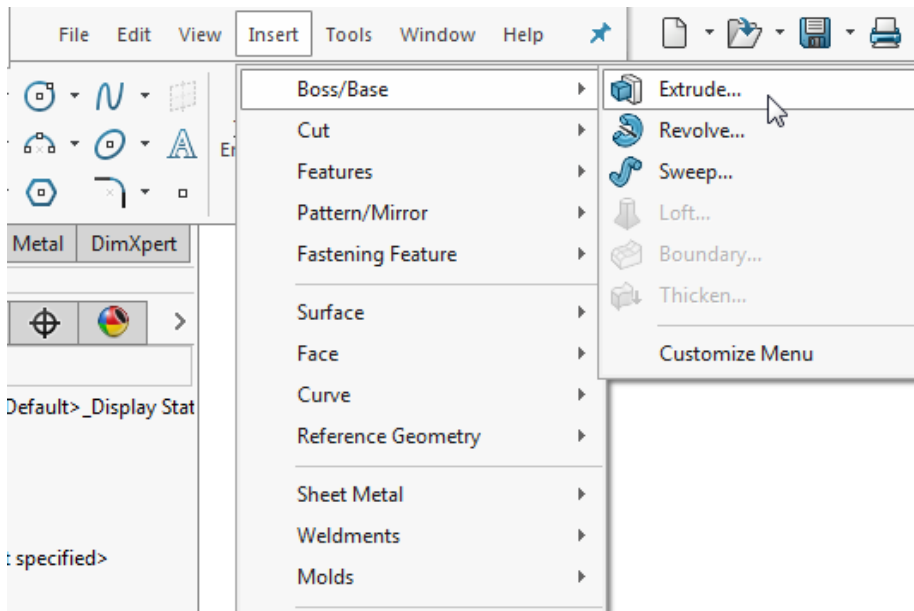 File Edit View Insert Tools Window Help
Boss/Base
Extrude...
Cut
Revolve...
Features
Sweep...
Pattern/Mirror
Loft...
Fastening Feature
Boundary...
Thicken...
Surface
Face
Customize Menu
Curve
Reference Geometry
Sheet Metal
Weldments
Molds
Er
Metal DimXpert
Default>_Display Stat
t specified>